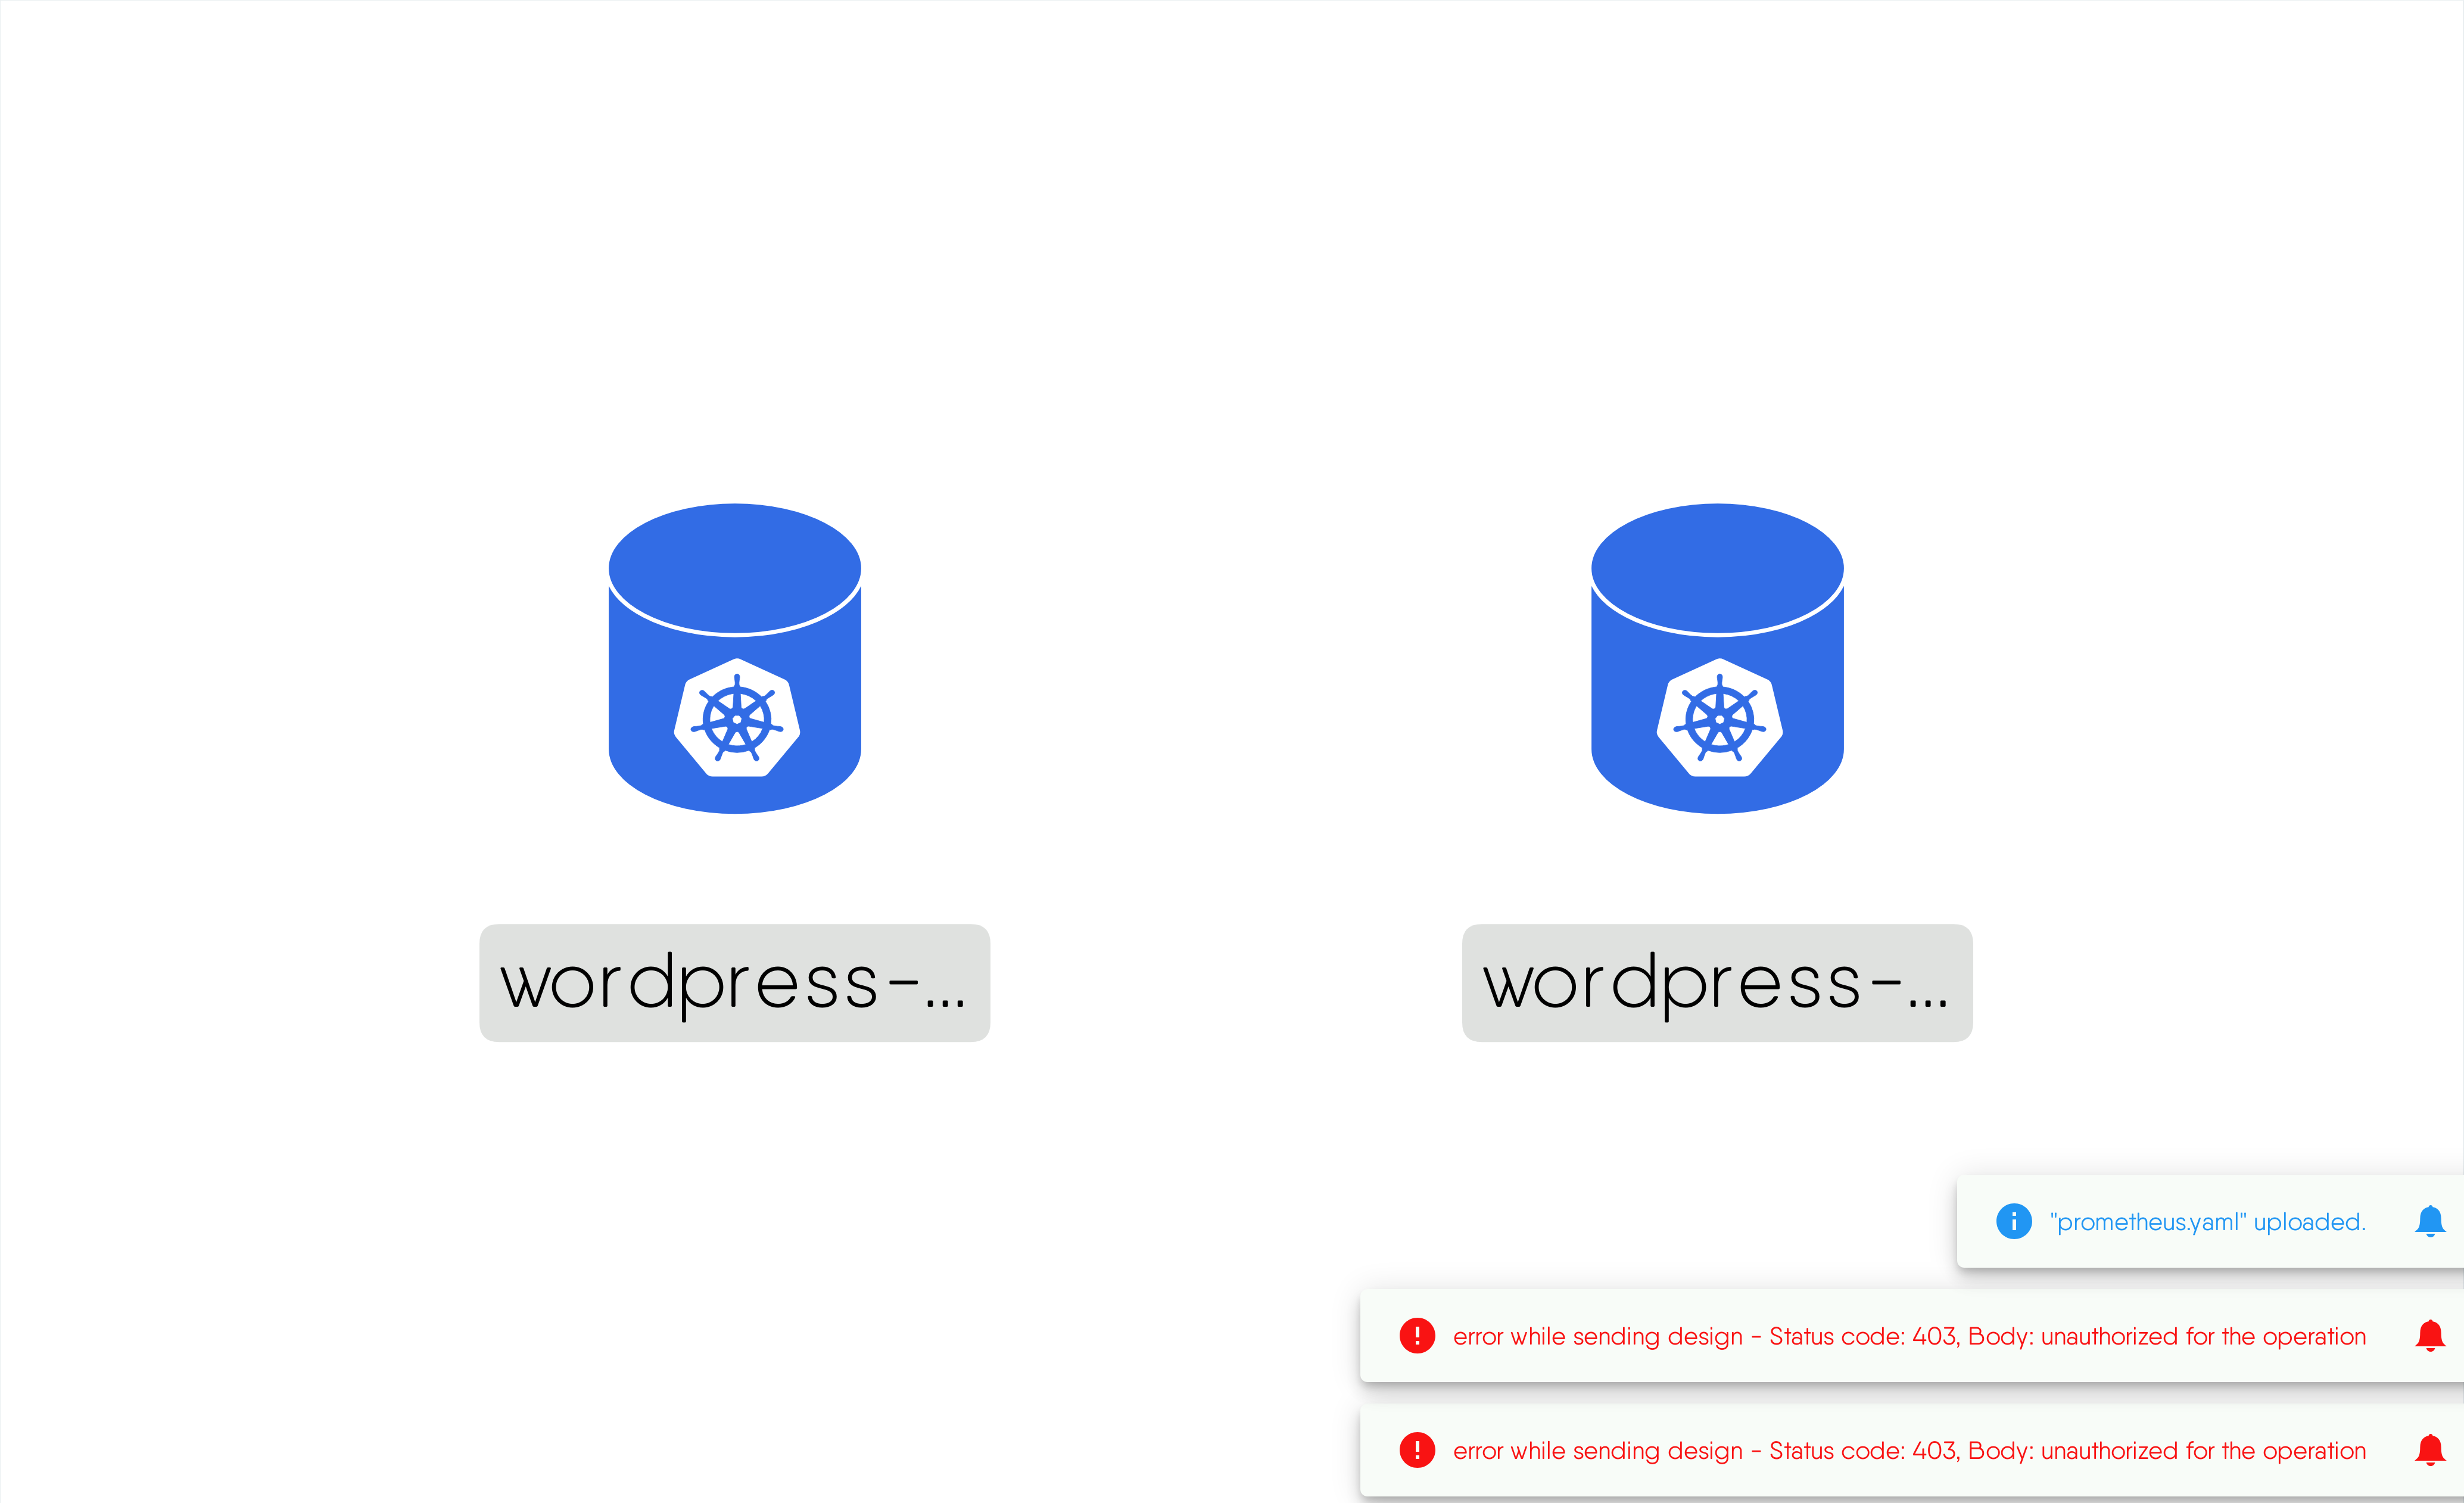 wordpress-...
wordpress-...
"prometheus.yaml" uploaded.
error while sending design - Status code: 403, Body: unauthorized for the operation
error while sending design - Status code: 403, Body: unauthorized for the operation